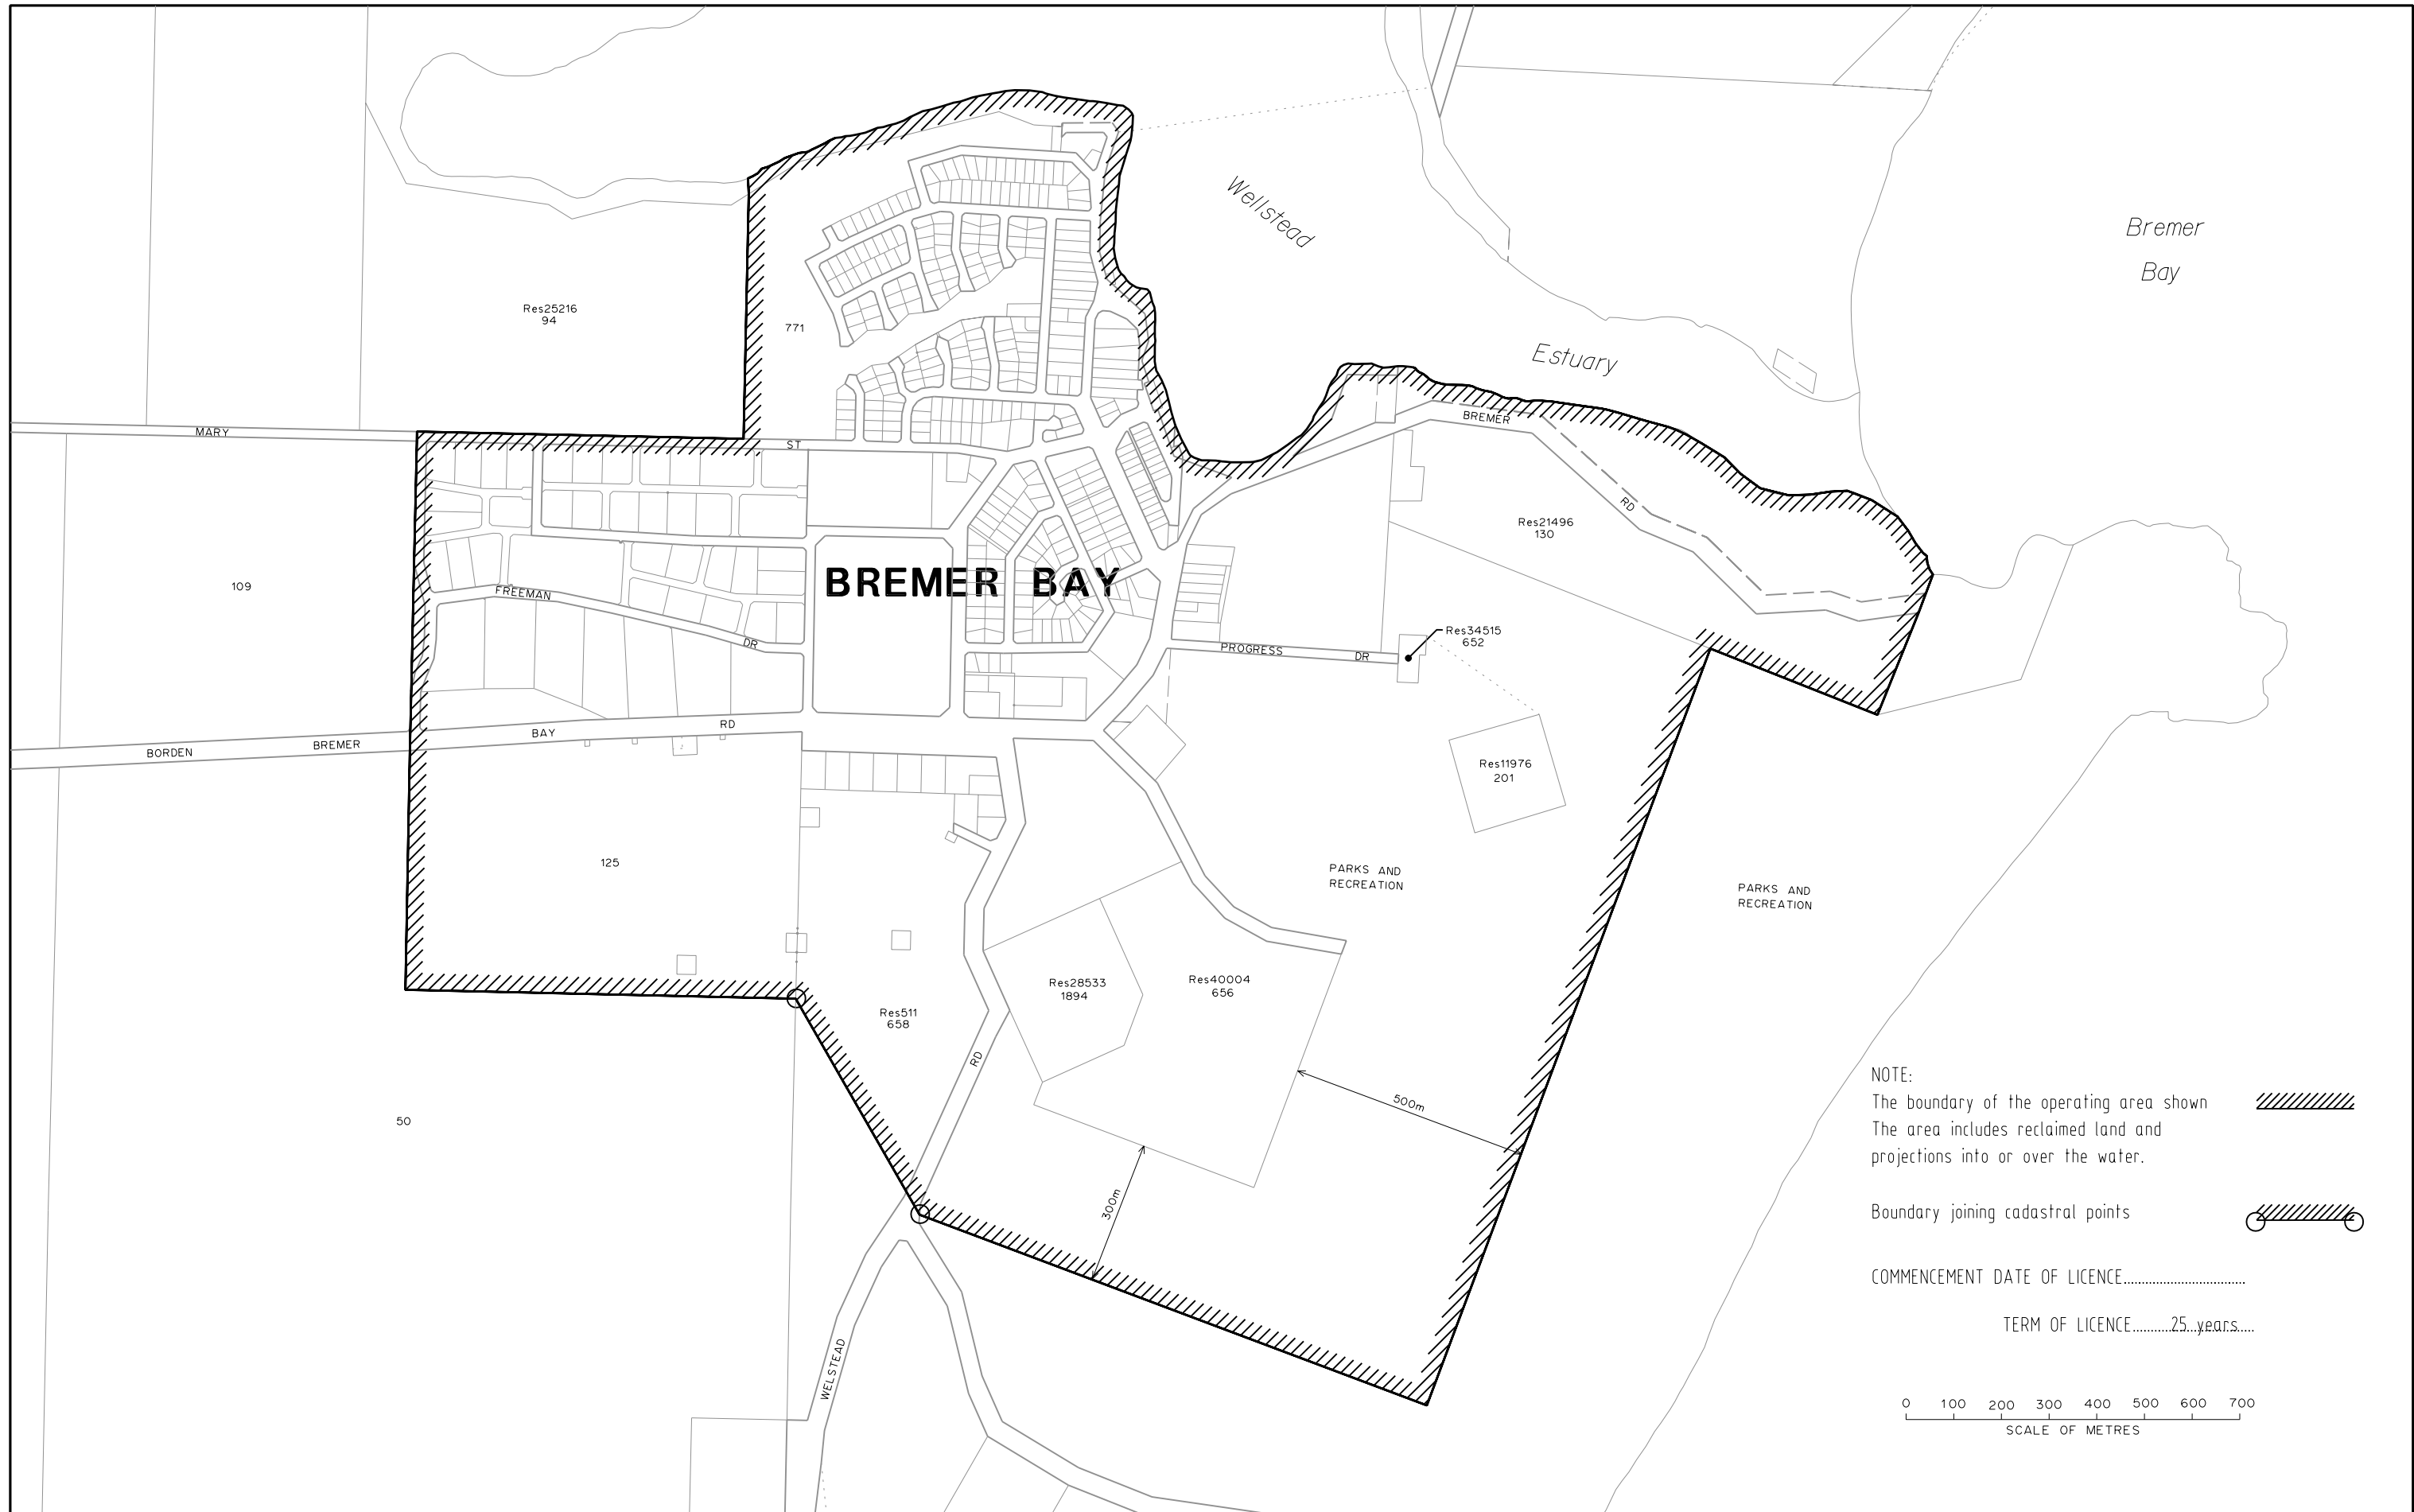 Wellstead
Bremer
Bay
Res25216
94
771
Estuary
BREMER
MARY
ST
RD
Res21496
130
109
FREEMAN
BREMER BAY
DR
Res34515
652
PROGRESS
DR
BORDEN
BREMER
BAY
RD
Res11976
201
125
PARKS AND
RECREATION
PARKS AND
RECREATION
Res28533
1894
Res40004
656
Res511
658
RD
50
500m
300m
WELSTEAD
NOTE:
The boundary of the operating area shown
The area includes reclaimed land and
projections into or over the water.
Boundary joining cadastral points
COMMENCEMENT DATE OF LICENCE..................................
TERM OF LICENCE...........25 years.....
0 100 200 300 400 500 600 700
SCALE OF METRES